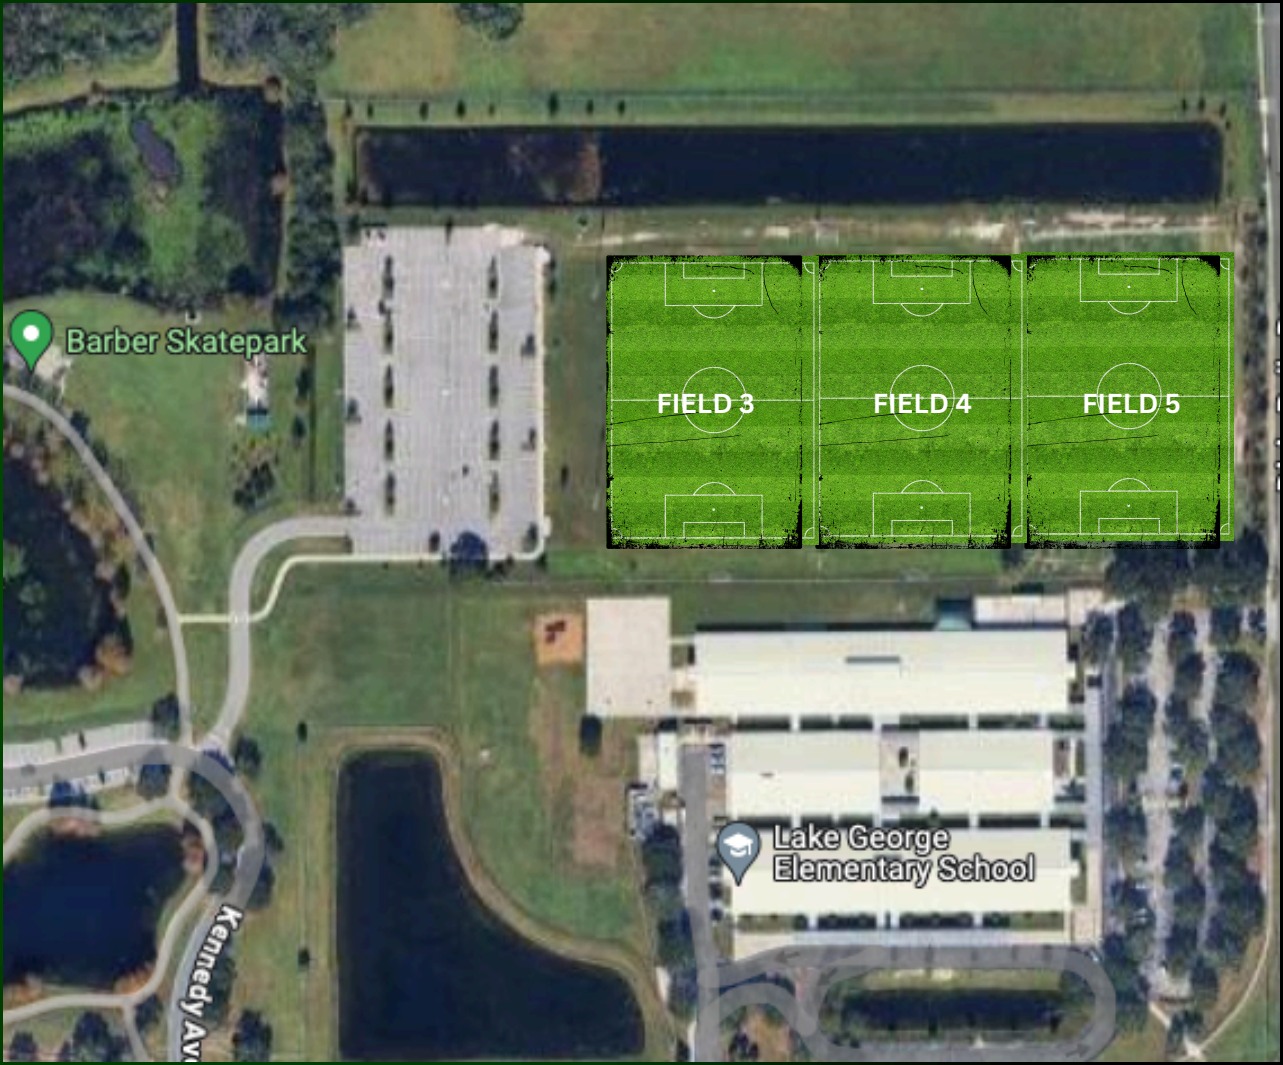 Barber Skatepark
FIELD 3
FIELD 4
FIELD 5
Lake George
Elementary School
Kennedy Av